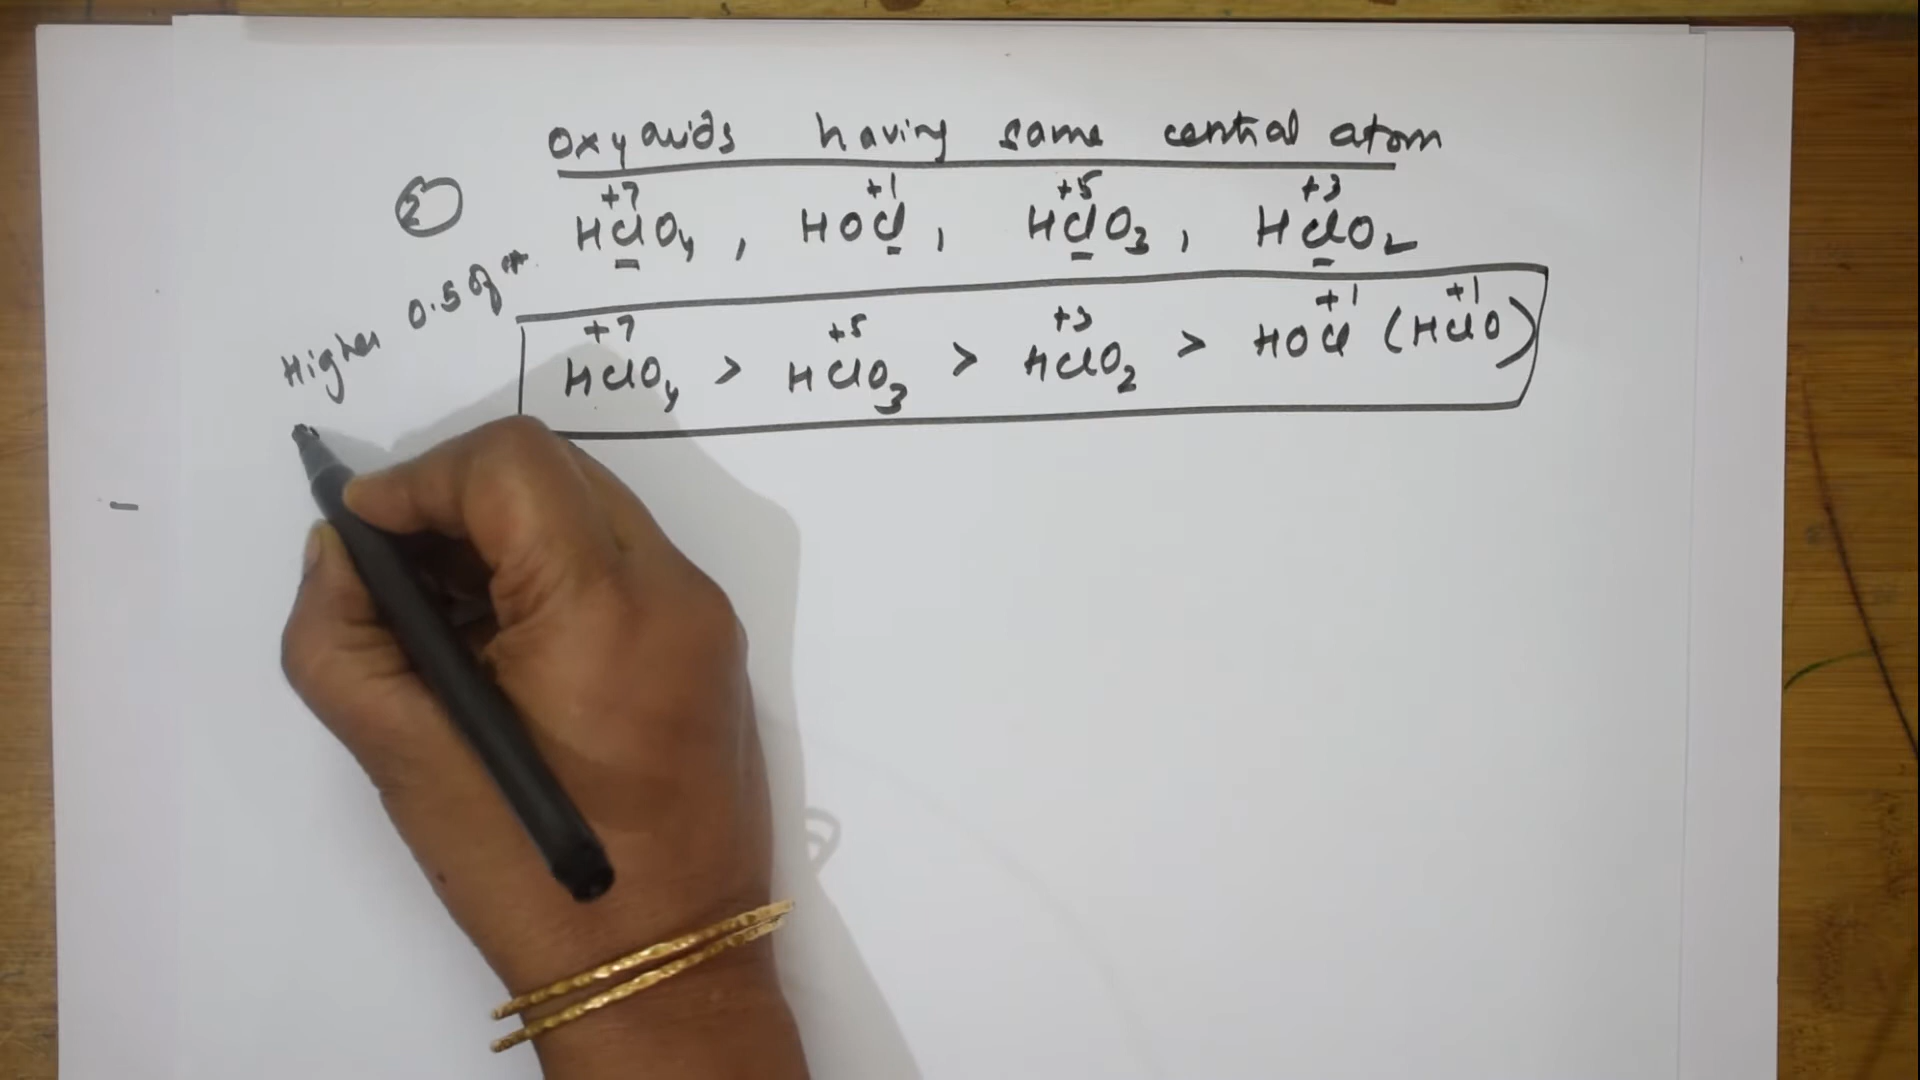 oxyacids having same central atom
②
+7 +1 +5 +3
HClO4 , HOCl , HClO3 , HClO2
Higher 0.S of
+7 +5 +3 +1 +1
HClO4 > HClO3 > HClO2 > HOCl (HClO)